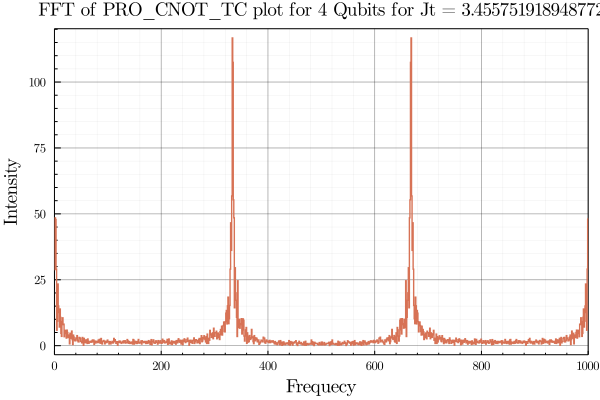 FFT of PRO_CNOT_TC plot for 4 Qubits for Jt = 3.455751918948772
Intensity
100
75
50
25
0
0 200 400 600 800 1000
Frequecy